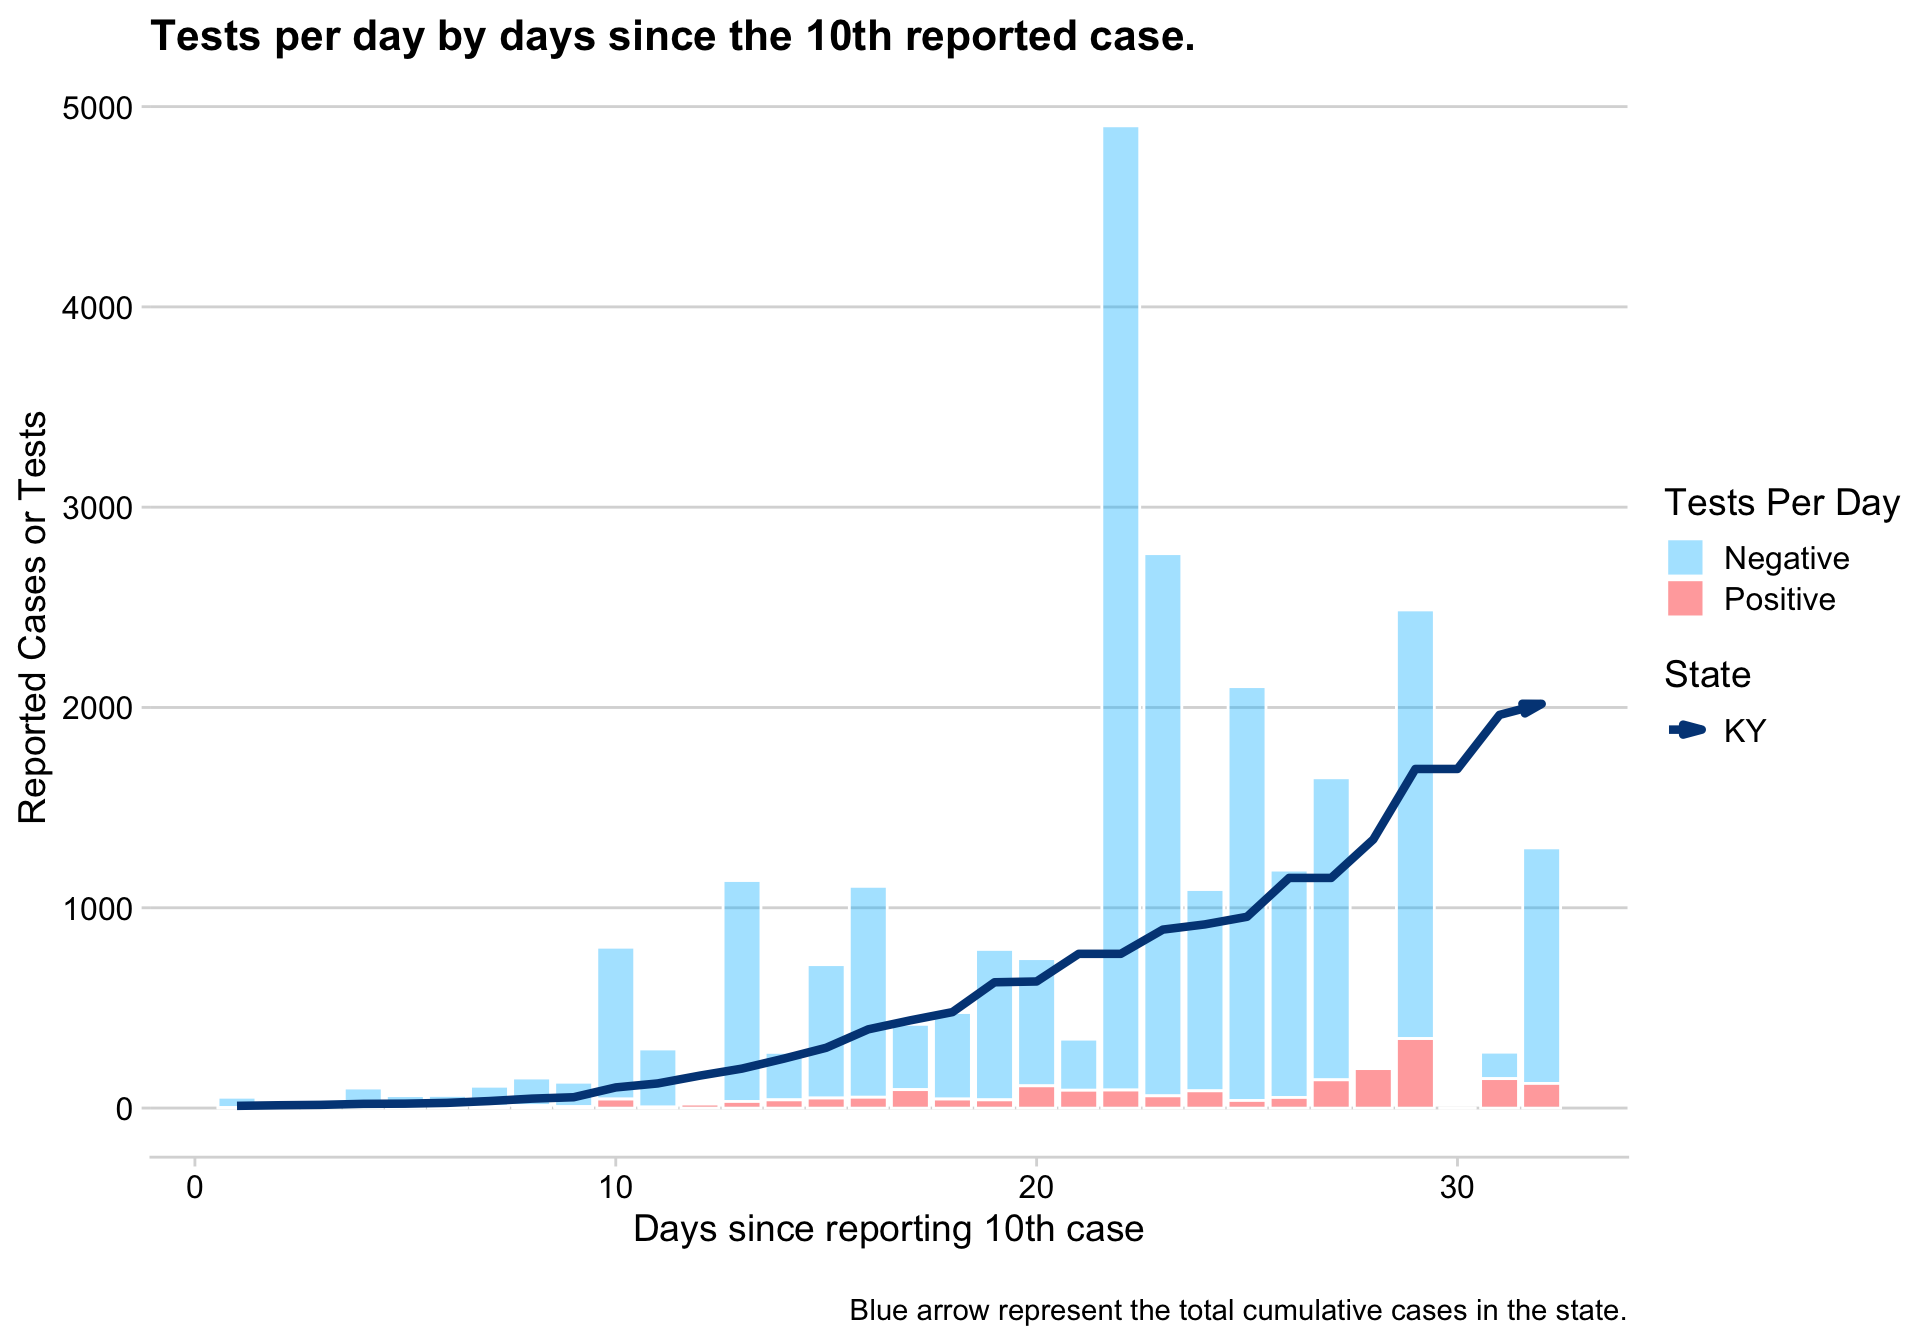 Tests per day by days since the 10th reported case.
5000
4000
3000
2000
1000
0
Reported Cases or Tests
0 10 20 30
Days since reporting 10th case
Tests Per Day
Negative
Positive
State
KY
Blue arrow represent the total cumulative cases in the state.